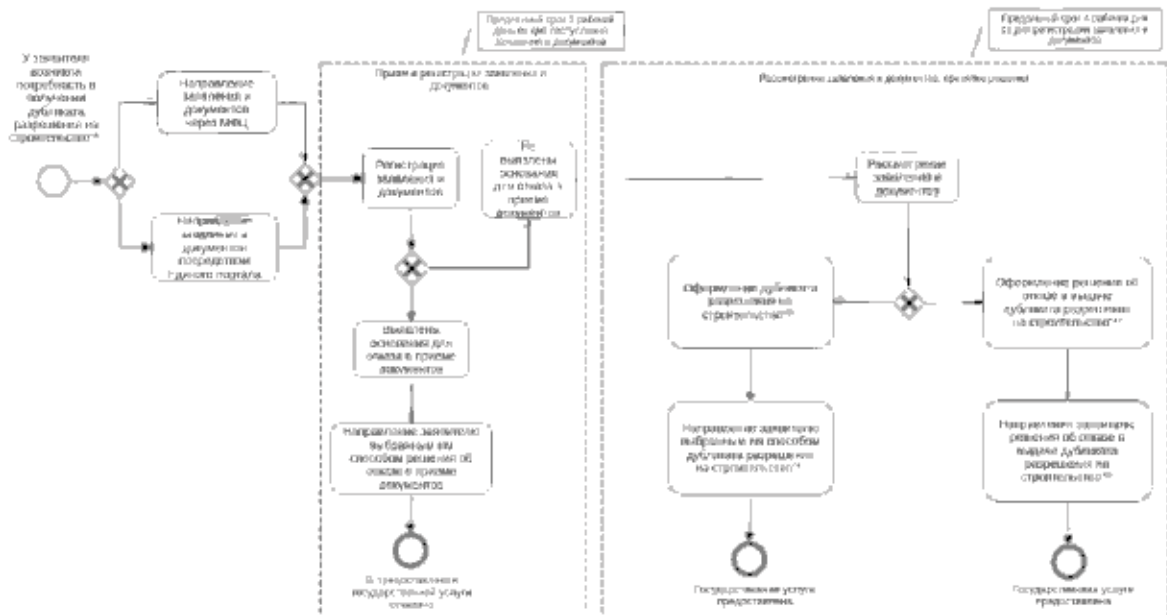 Предельный срок
У заявителя
возникла
потребность в
получении
дубликата
разрешения на
строительство
Направление
заявления и
документов
через МФЦ
документов
посредством
Единого портала
Прием и регистрация заявления и
документов
Регистрация
заявления и
документов
Не
выявлены
основания
для отказа в
приеме
документов
Выявлены
основания для
отказа в приеме
документов
Направление заявителю
выбранным им
способом решения об
отказе в приеме
документов
В предоставлении
государственной услуги
отказано
Рассмотрение заявления и документов, принятие решения
Рассмотрение
заявления и
документов
Оформление дубликата
разрешения на
строительство
Оформление решения об
отказе в выдаче
дубликата разрешения
на строительство
Направление заявителю
выбранным им способом
дубликата разрешения
на строительство
Направление заявителю
решения об отказе в
выдаче дубликата
разрешения на
строительство
Государственная услуга
предоставлена.
Государственная услуга
предоставлена